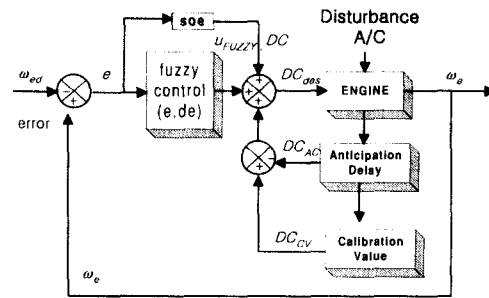 Disturbance
A/C
soe
u_FUZZY, DC
ω_ed
e
fuzzy
control
(e.de)
DC_des
ENGINE
ω_e
error
DC_AC
Anticipation
Delay
DC_CV
Calibration
Value
ω_e
- +
+
+ +
+
-
+